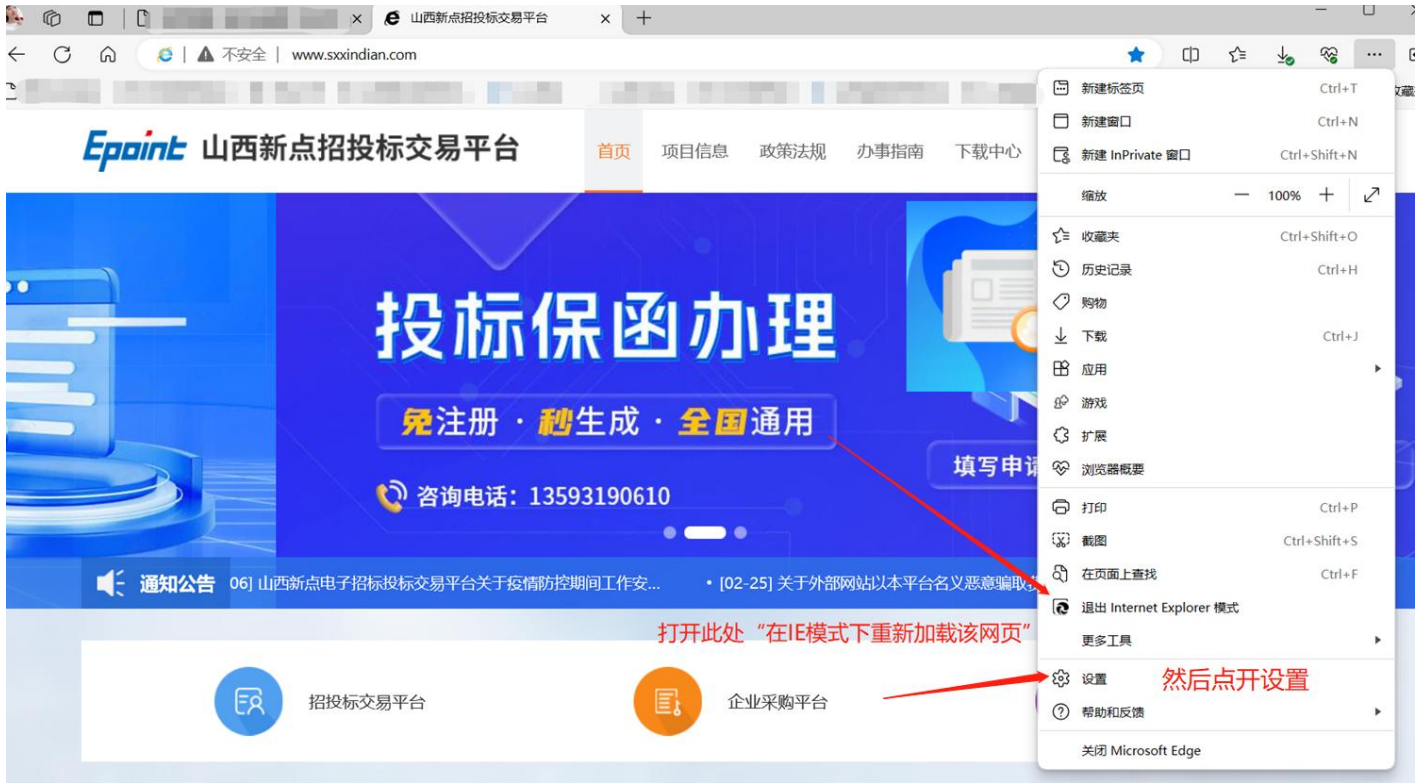 山西新点招投标交易平台
不安全 www.sxxindian.com
Epoint 山西新点招投标交易平台
首页 项目信息 政策法规 办事指南 下载中心
投标保函办理
免注册 · 秒生成 · 全国通用
咨询电话：13593190610
填写申请
通知公告 06] 山西新点电子招标投标交易平台关于疫情防控期间工作安... • [02-25] 关于外部网站以本平台名义恶意骗取
打开此处“在IE模式下重新加载该网页”
招投标交易平台 企业采购平台
新建标签页 Ctrl+T
新建窗口 Ctrl+N
新建 InPrivate 窗口 Ctrl+Shift+N
缩放 — 100% +
收藏夹 Ctrl+Shift+O
历史记录 Ctrl+H
购物
下载 Ctrl+J
应用
游戏
扩展
浏览器概要
打印 Ctrl+P
截图 Ctrl+Shift+S
在页面上查找 Ctrl+F
退出 Internet Explorer 模式
更多工具
设置 然后点开设置
帮助和反馈
关闭 Microsoft Edge